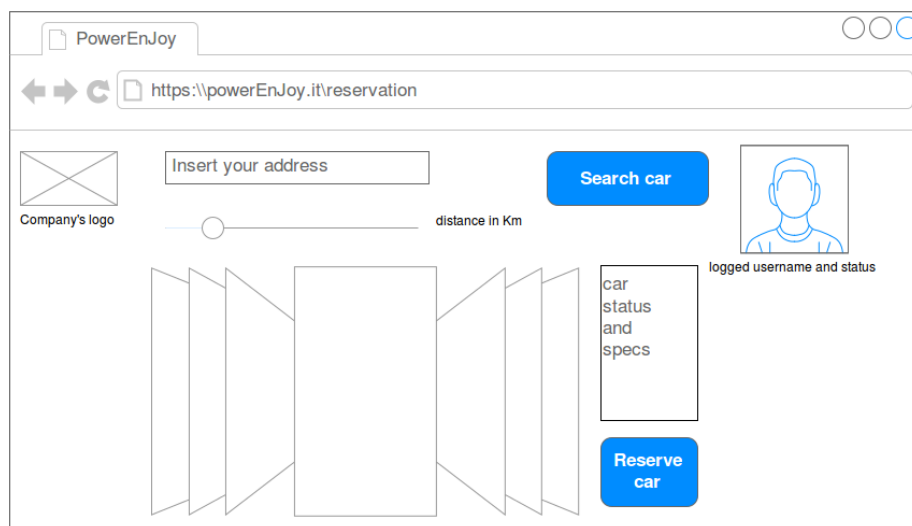 PowerEnJoy
https:\\powerEnJoy.it\reservation
Insert your address
Search car
Company's logo
distance in Km
logged username and status
car
status
and
specs
Reserve
car